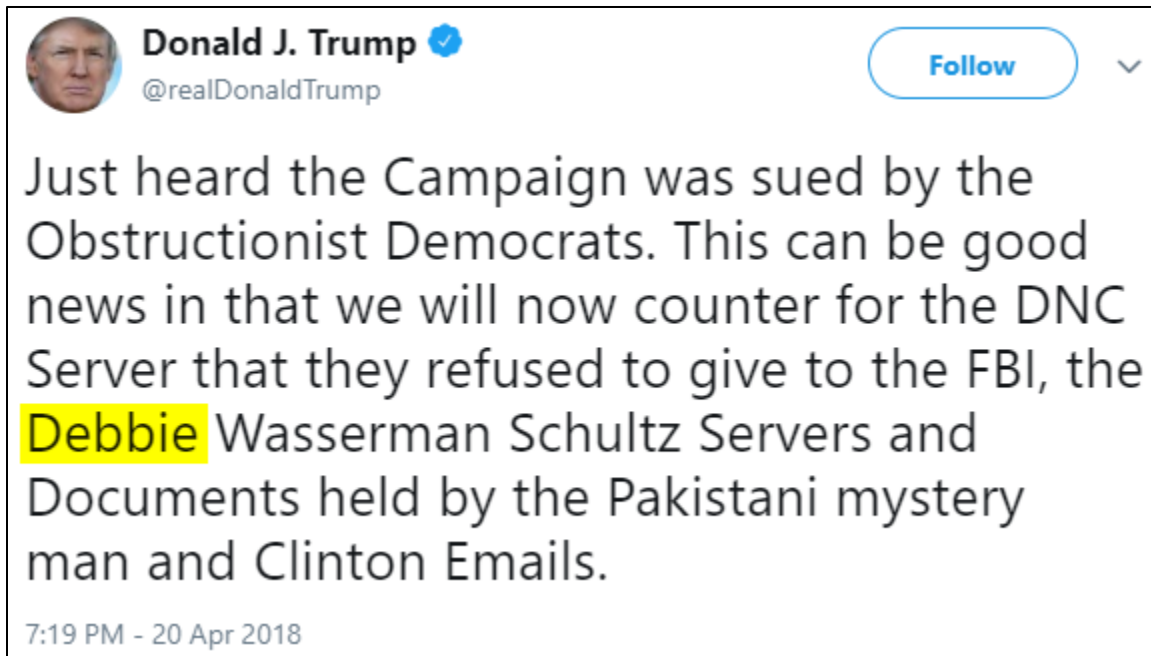 Donald J. Trump
@realDonaldTrump
Follow
Just heard the Campaign was sued by the
Obstructionist Democrats. This can be good
news in that we will now counter for the DNC
Server that they refused to give to the FBI, the
Debbie Wasserman Schultz Servers and
Documents held by the Pakistani mystery
man and Clinton Emails.
7:19 PM - 20 Apr 2018